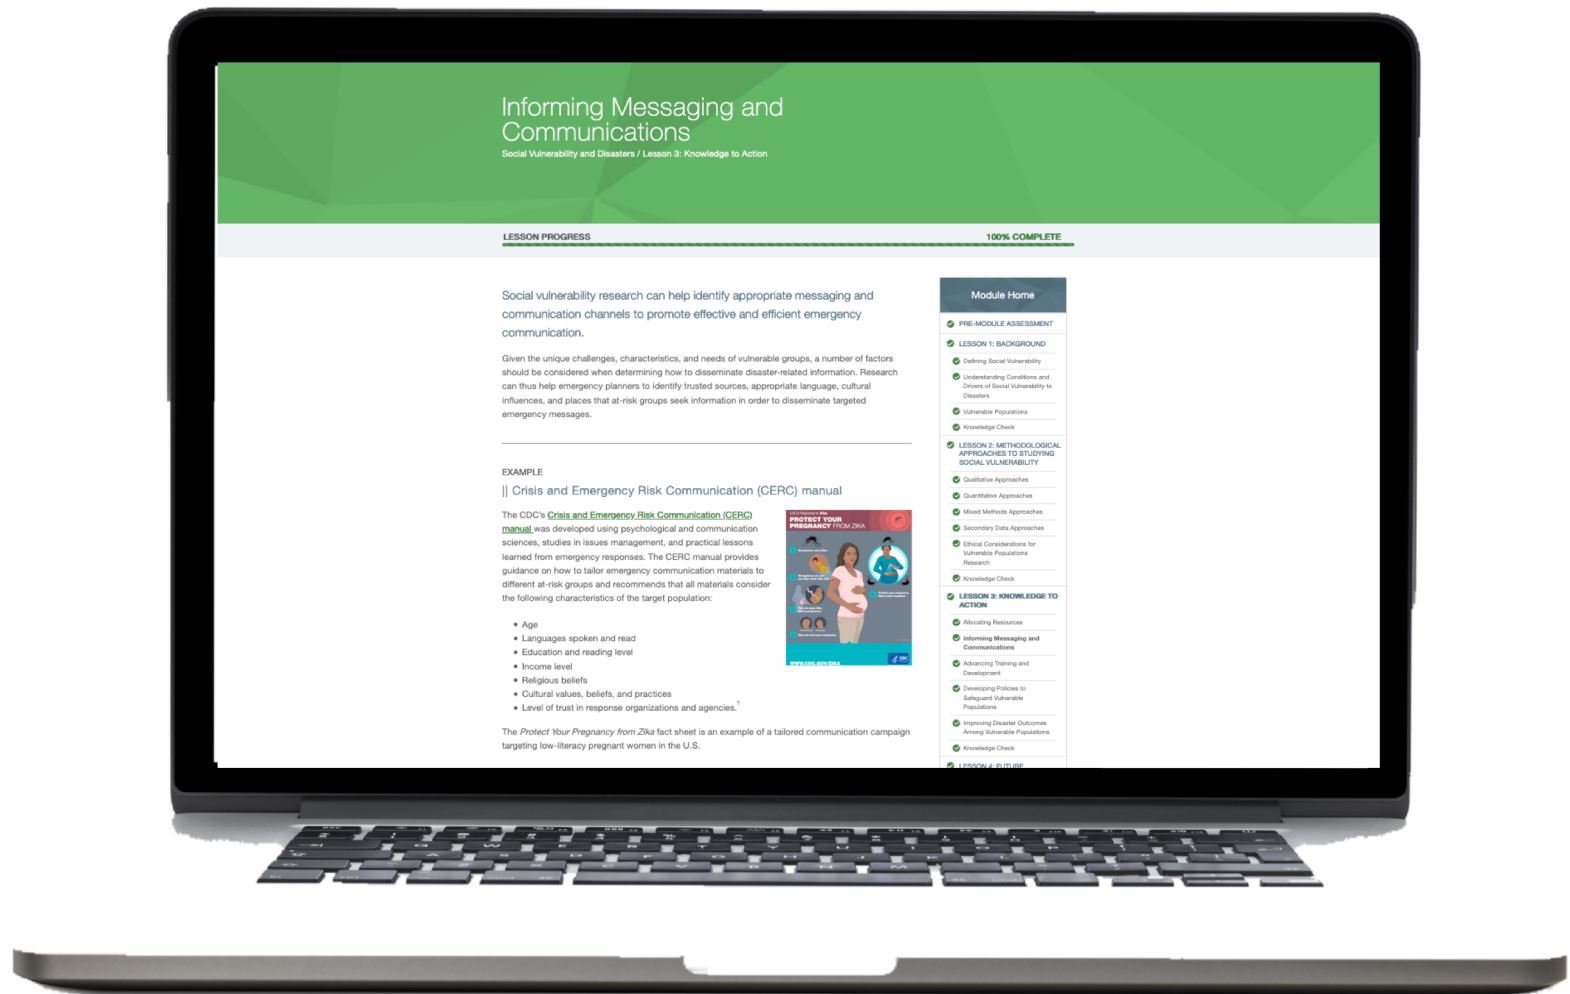 Informing Messaging and
Communications
Social Vulnerability and Disasters / Lesson 3: Knowledge to Action
LESSON PROGRESS
100% COMPLETE
Social vulnerability research can help identify appropriate messaging and
communication channels to promote effective and efficient emergency
communication.
Given the unique challenges, characteristics, and needs of vulnerable groups, a number of factors
should be considered when determining how to disseminate disaster-related information. Research
can thus help emergency planners to identify trusted sources, appropriate language, cultural
influences, and places that at-risk groups seek information in order to disseminate targeted
emergency messages.
EXAMPLE
|| Crisis and Emergency Risk Communication (CERC) manual
The CDC's Crisis and Emergency Risk Communication (CERC)
manual was developed using psychological and communication
sciences, studies in issues management, and practical lessons
learned from emergency responses. The CERC manual provides
guidance on how to tailor emergency communication materials to
different at-risk groups and recommends that all materials consider
the following characteristics of the target population:
• Age
• Languages spoken and read
• Education and reading level
• Income level
• Religious beliefs
• Cultural values, beliefs, and practices
• Level of trust in response organizations and agencies.1
PROTECT YOUR
PREGNANCY FROM ZIKA
WWW.CDC.GOV/ZIKA
CDC
The Protect Your Pregnancy from Zika fact sheet is an example of a tailored communication campaign
targeting low-literacy pregnant women in the U.S.
Module Home
PRE-MODULE ASSESSMENT
LESSON 1: BACKGROUND
Defining Social Vulnerability
Understanding Conditions and
Drivers of Social Vulnerability to
Disasters
Vulnerable Populations
Knowledge Check
LESSON 2: METHODOLOGICAL
APPROACHES TO STUDYING
SOCIAL VULNERABILITY
Qualitative Approaches
Quantitative Approaches
Mixed Methods Approaches
Secondary Data Approaches
Ethical Considerations for
Vulnerable Populations
Research
Knowledge Check
LESSON 3: KNOWLEDGE TO
ACTION
Allocating Resources
Informing Messaging and
Communications
Advancing Training and
Development
Developing Policies to
Safeguard Vulnerable
Populations
Improving Disaster Outcomes
Among Vulnerable Populations
Knowledge Check
LESSON 4: FUTURE